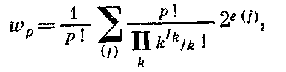 $w_p = \frac{1}{p!} \sum_{(j)} \frac{p!}{\prod_k k^{j_k} j_k!} 2^{e(j)},$